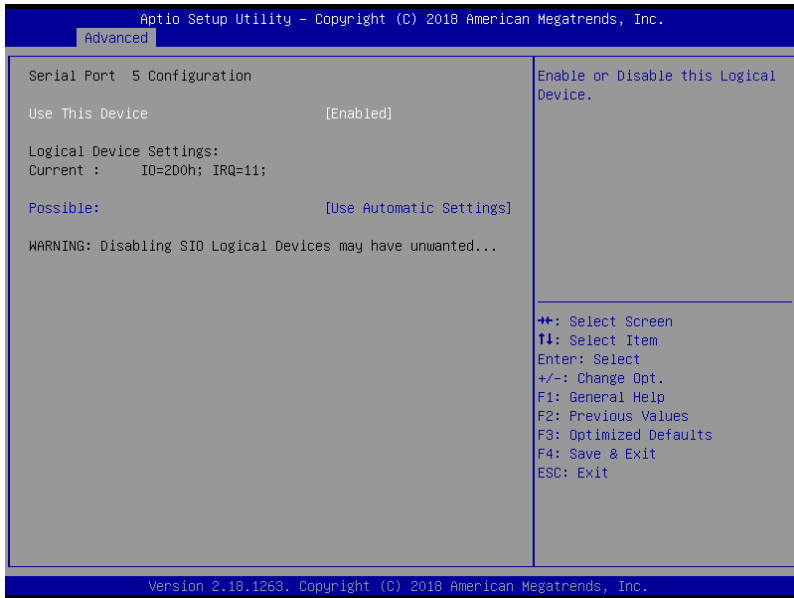 Aptio Setup Utility – Copyright (C) 2018 American Megatrends, Inc.
Advanced
Serial Port  5 Configuration
Use This Device [Enabled]
Logical Device Settings:
Current : IO=2D0h; IRQ=11;
Possible: [Use Automatic Settings]
WARNING: Disabling SIO Logical Devices may have unwanted...
Enable or Disable this Logical
Device.
→←: Select Screen
↑↓: Select Item
Enter: Select
+/-: Change Opt.
F1: General Help
F2: Previous Values
F3: Optimized Defaults
F4: Save & Exit
ESC: Exit
Version 2.18.1263. Copyright (C) 2018 American Megatrends, Inc.